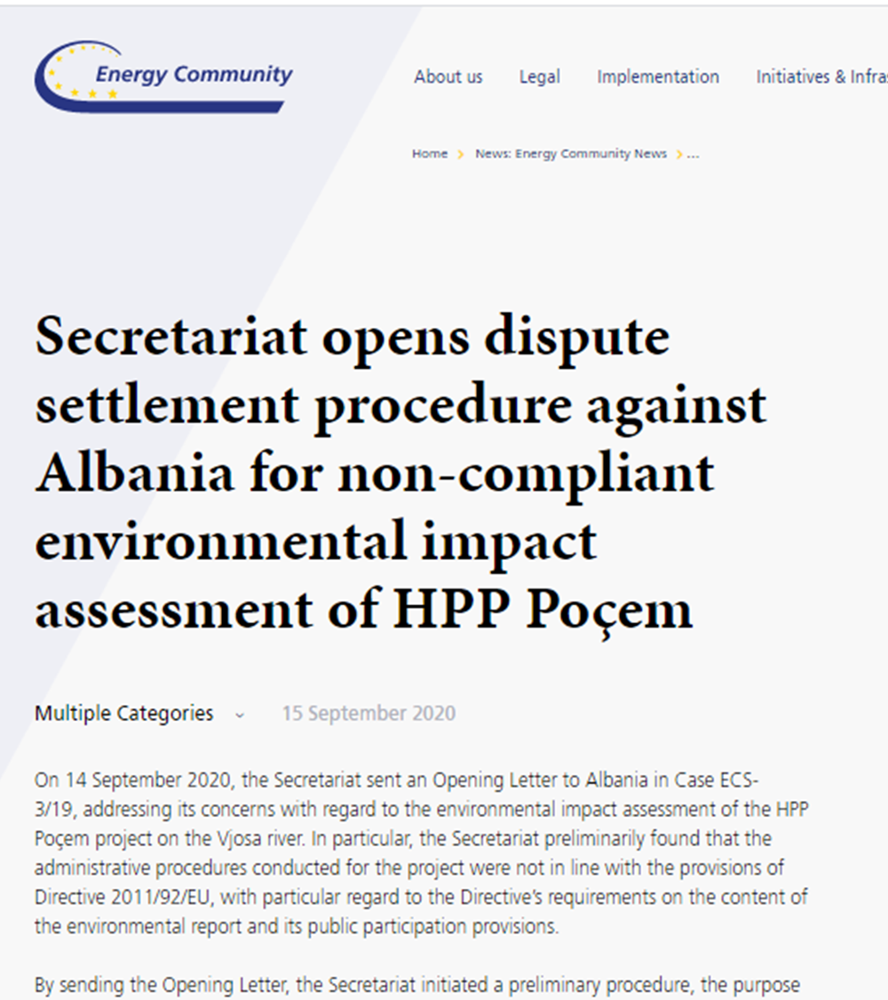 Energy Community
About us Legal Implementation Initiatives & Infras
Home News: Energy Community News ...
Secretariat opens dispute
settlement procedure against
Albania for non-compliant
environmental impact
assessment of HPP Poçem
Multiple Categories 15 September 2020
On 14 September 2020, the Secretariat sent an Opening Letter to Albania in Case ECS-
3/19, addressing its concerns with regard to the environmental impact assessment of the HPP
Poçem project on the Vjosa river. In particular, the Secretariat preliminarily found that the
administrative procedures conducted for the project were not in line with the provisions of
Directive 2011/92/EU, with particular regard to the Directive's requirements on the content of
the environmental report and its public participation provisions.
By sending the Opening Letter, the Secretariat initiated a preliminary procedure, the purpose